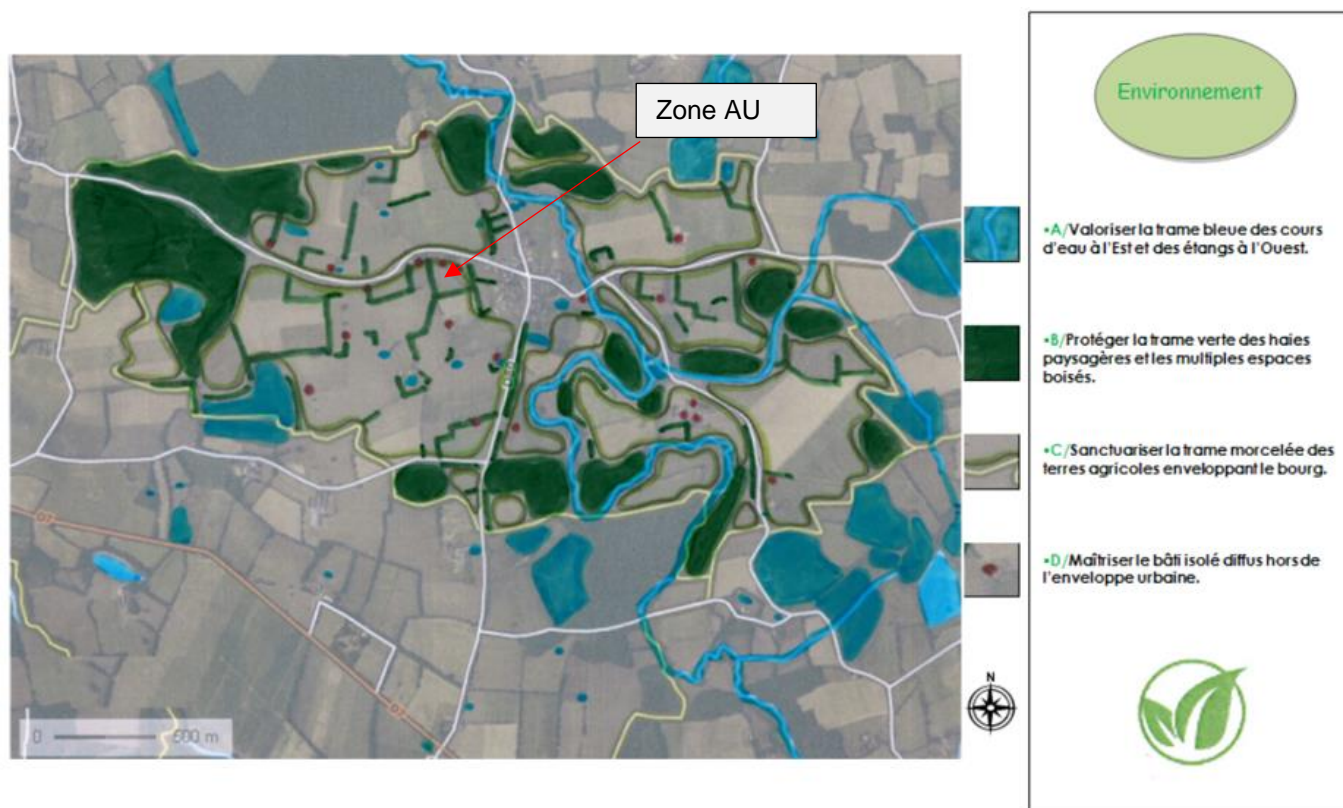 Zone AU
Environnement
•A/Valoriser la trame bleue des cours
d'eau à l'Est et des étangs à l'Ouest.
•B/Protéger la trame verte des haies
paysagères et les multiples espaces
boisés.
•C/Sanctuariser la trame morcelée des
terres agricoles enveloppant le bourg.
•D/Maîtriser le bâti isolé diffus hors de
l'enveloppe urbaine.
N
D7
D7
0 500 m